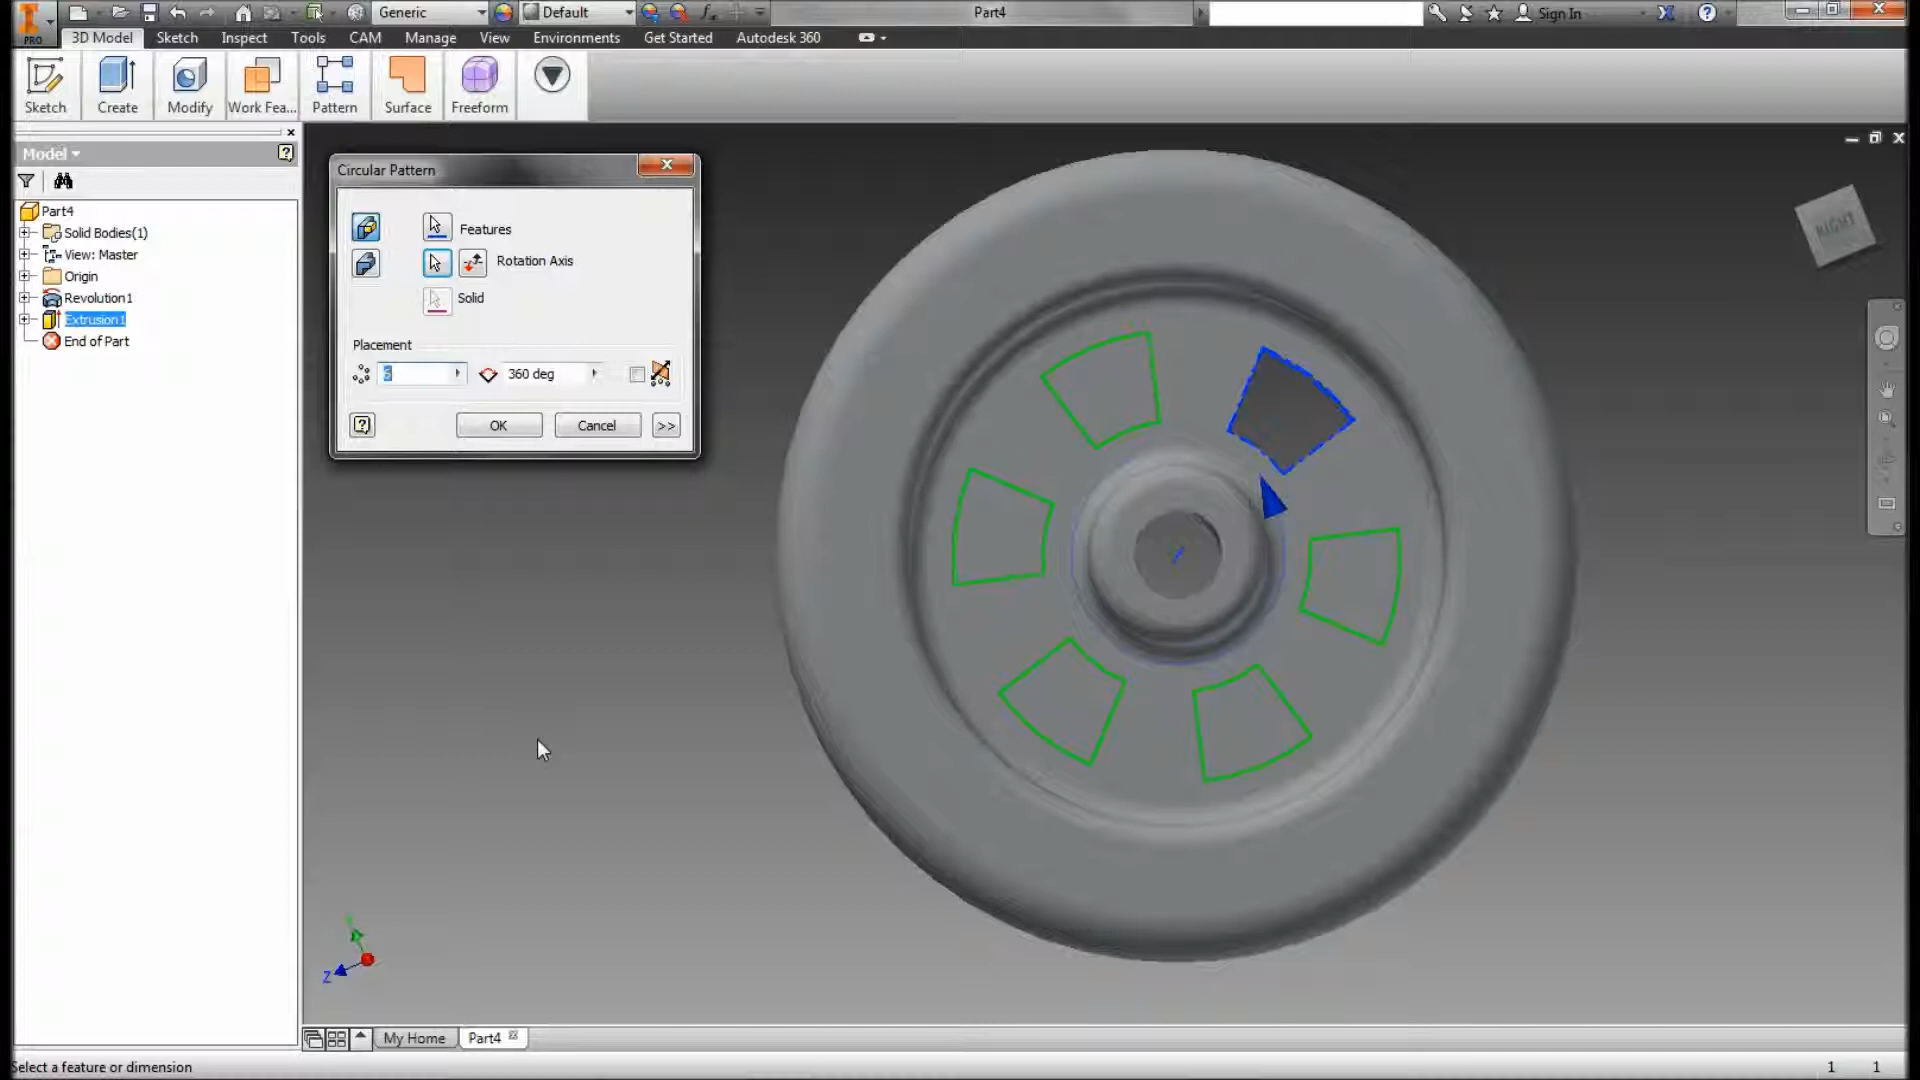 PRO
Generic
Default
Part4
Sign In
3D Model
Sketch
Inspect
Tools
CAM
Manage
View
Environments
Get Started
Autodesk 360
Sketch
Create
Modify
Work Fea...
Pattern
Surface
Freeform
Model
Part4
Solid Bodies(1)
View: Master
Origin
Revolution1
Extrusion1
End of Part
Circular Pattern
Features
Rotation Axis
Solid
Placement
360 deg
OK
Cancel
>>
RIGHT
Z
My Home
Part4
Select a feature or dimension
1
1